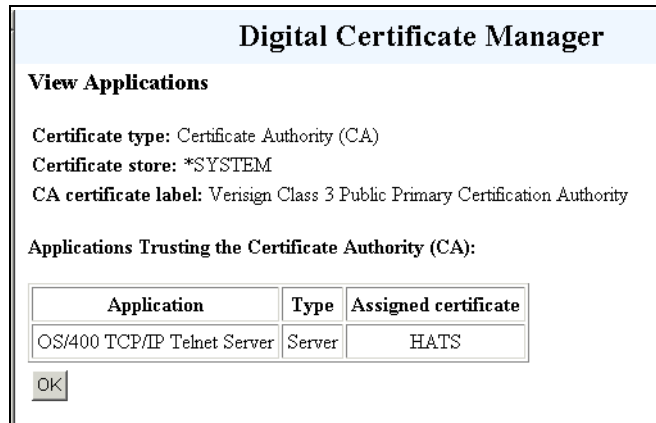 Digital Certificate Manager
View Applications
Certificate type: Certificate Authority (CA)
Certificate store: *SYSTEM
CA certificate label: Verisign Class 3 Public Primary Certification Authority
Applications Trusting the Certificate Authority (CA):
Application Type Assigned certificate
OS/400 TCP/IP Telnet Server Server HATS
OK